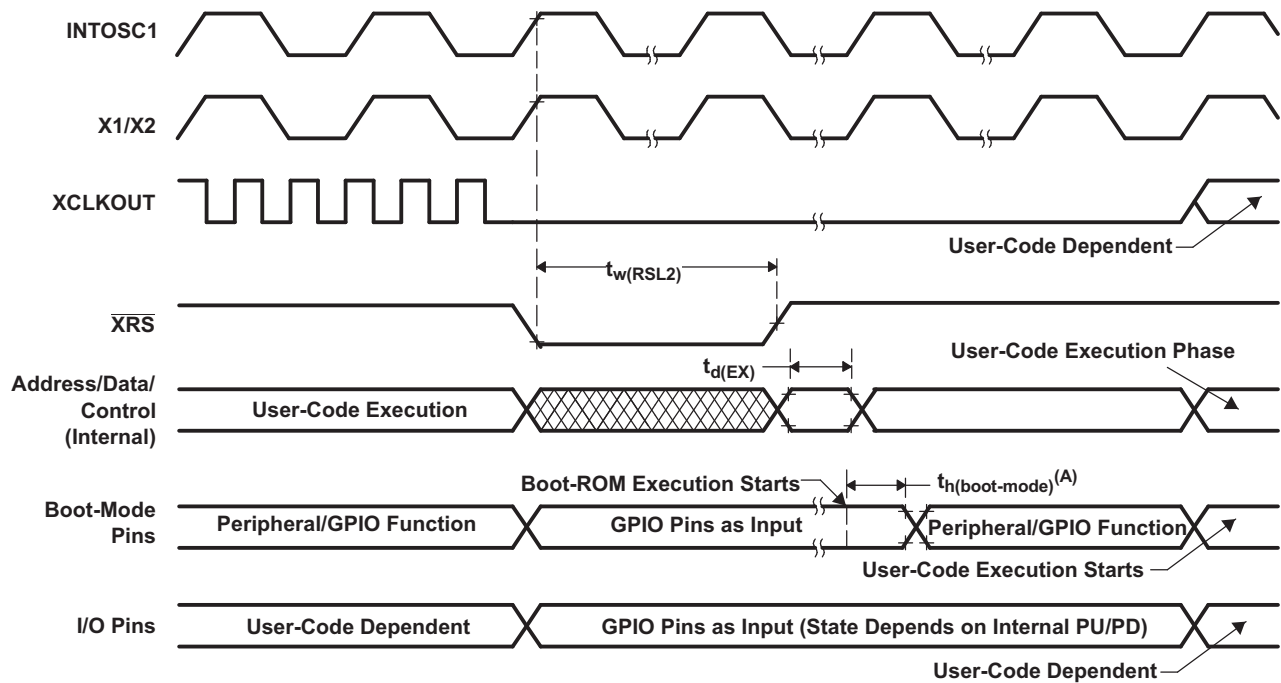 INTOSC1
X1/X2
XCLKOUT
User-Code Dependent
tw(RSL2)
XRS
User-Code Execution Phase
td(EX)
Address/Data/
Control
(Internal)
User-Code Execution
Boot-ROM Execution Starts
th(boot-mode)(A)
Boot-Mode
Pins
Peripheral/GPIO Function
GPIO Pins as Input
Peripheral/GPIO Function
User-Code Execution Starts
I/O Pins
User-Code Dependent
GPIO Pins as Input (State Depends on Internal PU/PD)
User-Code Dependent